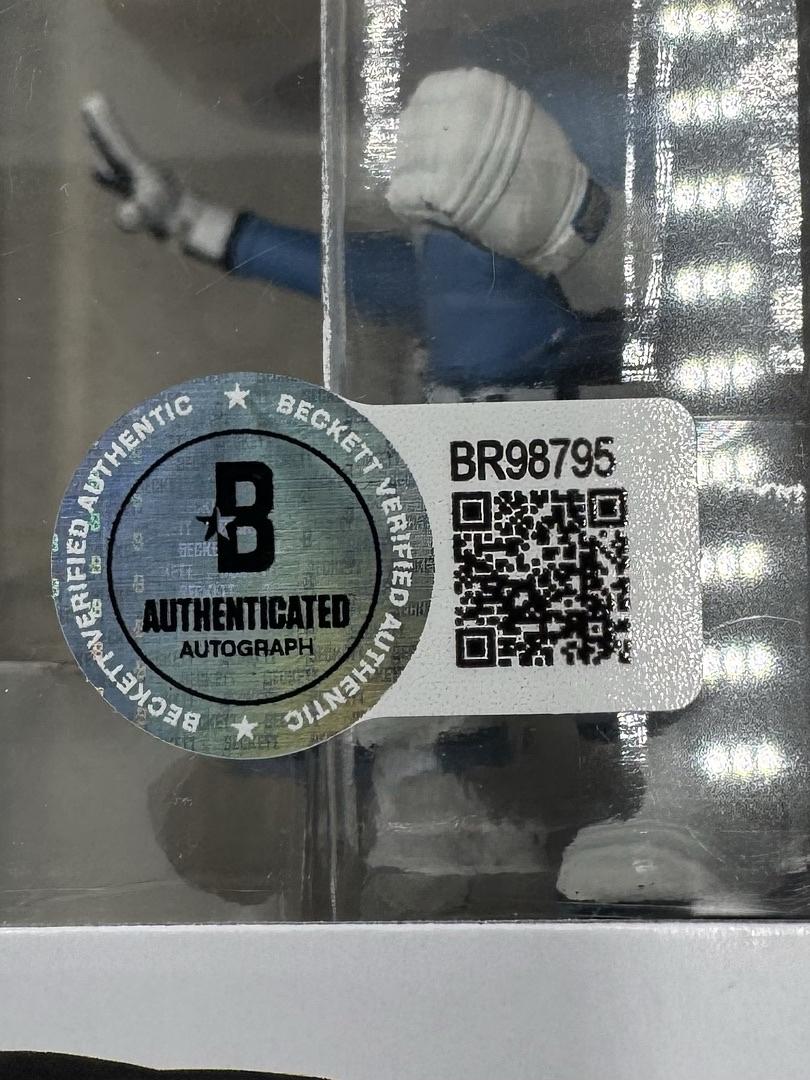 BECKETT VERIFIED AUTHENTIC
BECKETT VERIFIED AUTHENTIC
B
AUTHENTICATED
AUTOGRAPH
BR98795